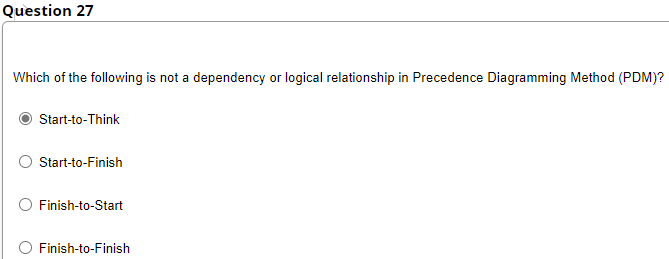 Question 27
Which of the following is not a dependency or logical relationship in Precedence Diagramming Method (PDM)?
Start-to-Think
Start-to-Finish
Finish-to-Start
Finish-to-Finish